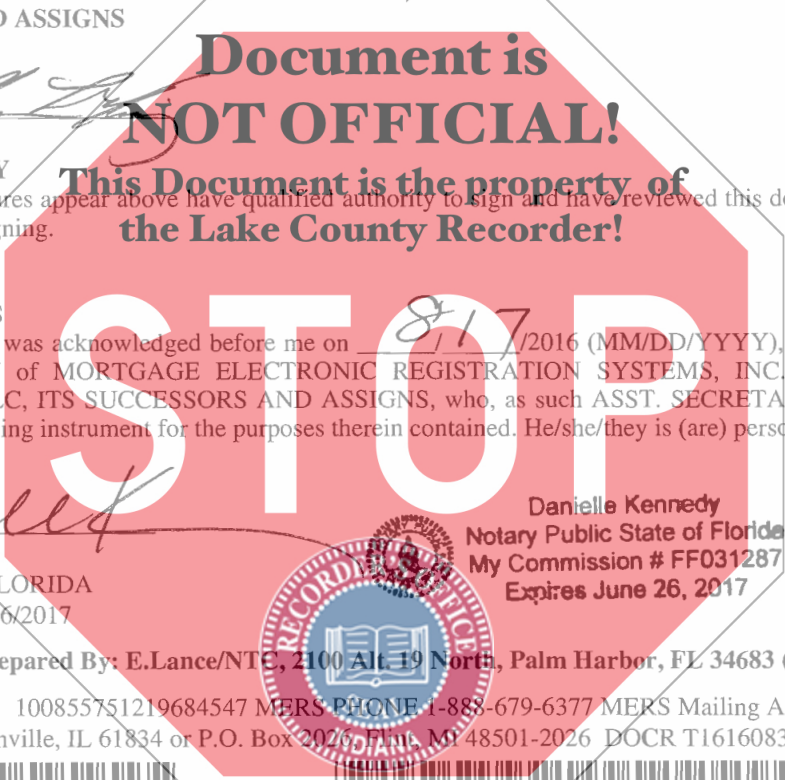 D ASSIGNS
Document is
NOT OFFICIAL!
This Document is the property of
the Lake County Recorder!
Y
res appear above have qualified authority to sign and have reviewed this do
gning.
STOP
S
was acknowledged before me on 8/17/2016 (MM/DD/YYYY),
of MORTGAGE ELECTRONIC REGISTRATION SYSTEMS, INC.
LC, ITS SUCCESSORS AND ASSIGNS, who, as such ASST. SECRETA
ing instrument for the purposes therein contained. He/she/they is (are) perso
Danielle Kennedy
Notary Public State of Florida
My Commission # FF031287
Expires June 26, 2017
LORIDA
6/2017
RECORDER'S OFFICE
INDIANA
epared By: E.Lance/NTC, 2100 Alt. 19 North, Palm Harbor, FL 34683 (
100855751219684547 MERS PHONE 1-888-679-6377 MERS Mailing A
nville, IL 61834 or P.O. Box 2026, Flint, MI 48501-2026 DOCR T1616083